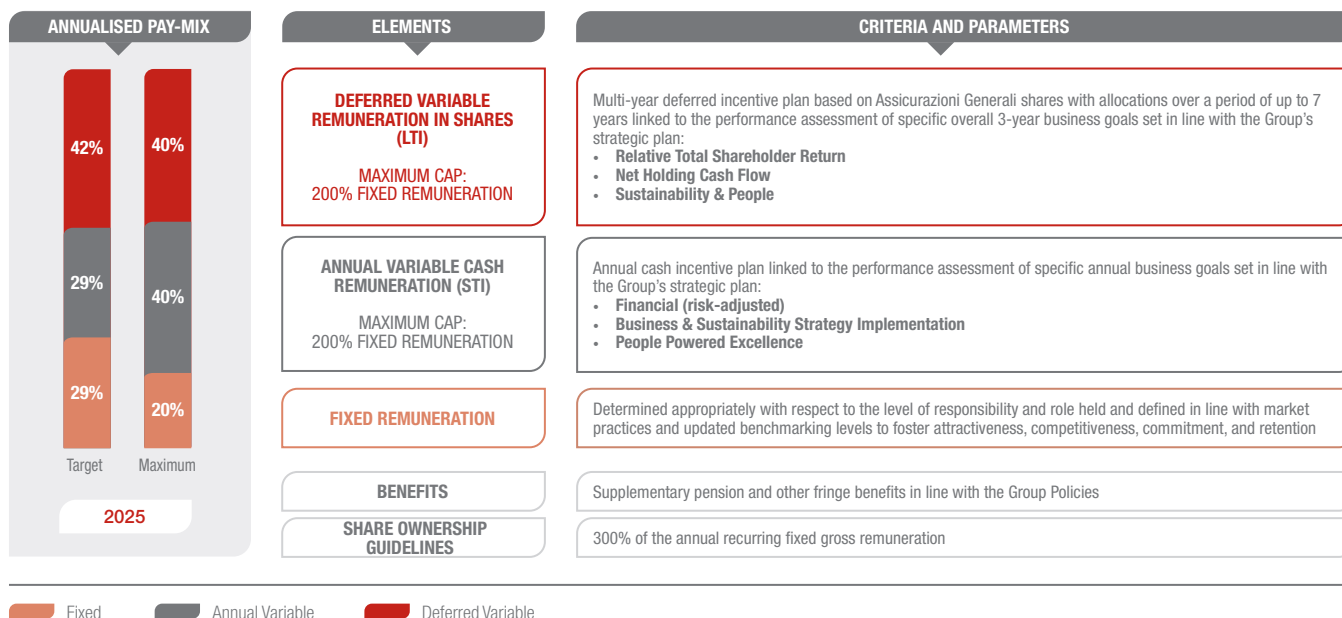 ANNUALISED PAY-MIX
42%
40%
29%
40%
29%
20%
Target
Maximum
2025
ELEMENTS
DEFERRED VARIABLE
REMUNERATION IN SHARES
(LTI)
MAXIMUM CAP:
200% FIXED REMUNERATION
ANNUAL VARIABLE CASH
REMUNERATION (STI)
MAXIMUM CAP:
200% FIXED REMUNERATION
FIXED REMUNERATION
BENEFITS
SHARE OWNERSHIP
GUIDELINES
CRITERIA AND PARAMETERS
Multi-year deferred incentive plan based on Assicurazioni Generali shares with allocations over a period of up to 7
years linked to the performance assessment of specific overall 3-year business goals set in line with the Group's
strategic plan:
• Relative Total Shareholder Return
• Net Holding Cash Flow
• Sustainability & People
Annual cash incentive plan linked to the performance assessment of specific annual business goals set in line with
the Group's strategic plan:
• Financial (risk-adjusted)
• Business & Sustainability Strategy Implementation
• People Powered Excellence
Determined appropriately with respect to the level of responsibility and role held and defined in line with market
practices and updated benchmarking levels to foster attractiveness, competitiveness, commitment, and retention
Supplementary pension and other fringe benefits in line with the Group Policies
300% of the annual recurring fixed gross remuneration
Fixed
Annual Variable
Deferred Variable